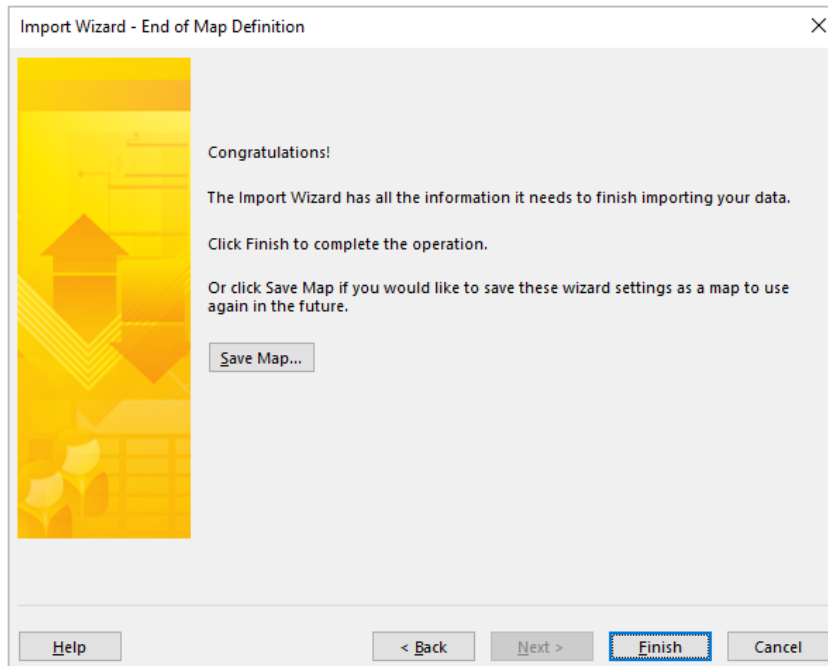 Import Wizard - End of Map Definition
Congratulations!
The Import Wizard has all the information it needs to finish importing your data.
Click Finish to complete the operation.
Or click Save Map if you would like to save these wizard settings as a map to use
again in the future.
Save Map...
Help
< Back
Next >
Finish
Cancel